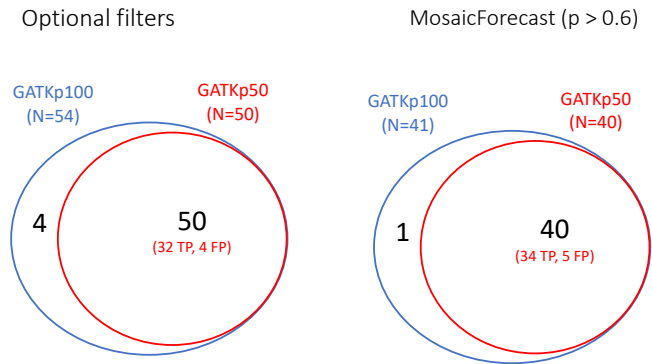 Optional filters
GATKp100
(N=54)
GATKp50
(N=50)
4
50
(32 TP, 4 FP)
MosaicForecast (p > 0.6)
GATKp100
(N=41)
GATKp50
(N=40)
1
40
(34 TP, 5 FP)